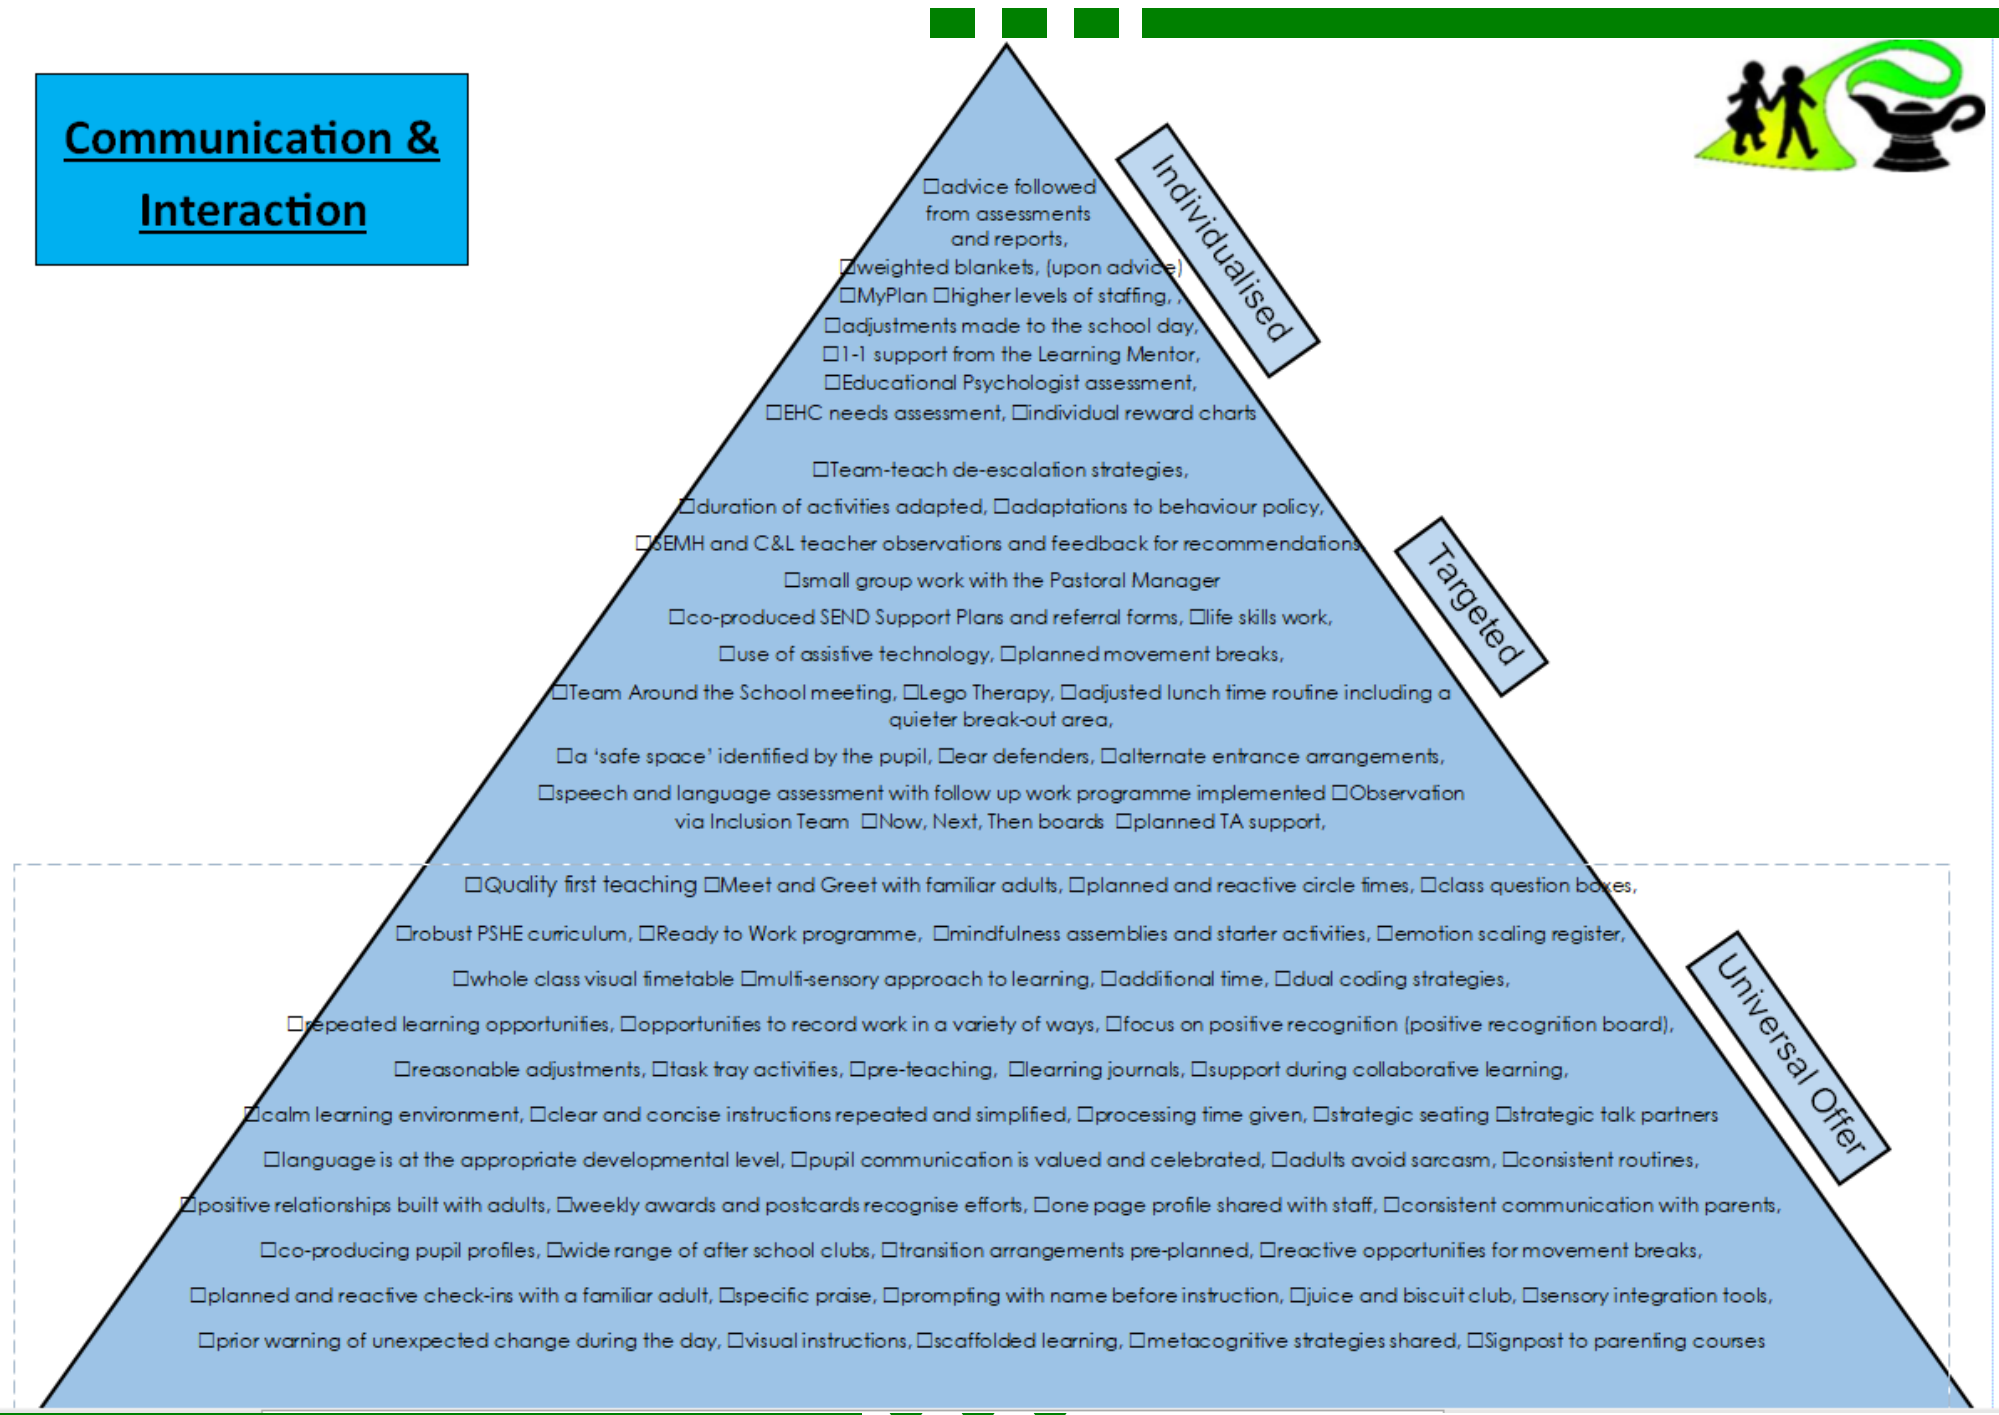 Communication &
Interaction
Individualised
☐advice followed
from assessments
and reports,
☐weighted blankets, (upon advice)
☐MyPlan ☐higher levels of staffing, ,
☐adjustments made to the school day,
☐1-1 support from the Learning Mentor,
☐Educational Psychologist assessment,
☐EHC needs assessment, ☐individual reward charts
Targeted
☐Team-teach de-escalation strategies,
☐duration of activities adapted, ☐adaptations to behaviour policy,
☐SEMH and C&L teacher observations and feedback for recommendations,
☐small group work with the Pastoral Manager
☐co-produced SEND Support Plans and referral forms, ☐life skills work,
☐use of assistive technology, ☐planned movement breaks,
☐Team Around the School meeting, ☐Lego Therapy, ☐adjusted lunch time routine including a
quieter break-out area,
☐a ‘safe space’ identified by the pupil, ☐ear defenders, ☐alternate entrance arrangements,
☐speech and language assessment with follow up work programme implemented ☐Observation
via Inclusion Team ☐Now, Next, Then boards ☐planned TA support,
Universal Offer
☐Quality first teaching ☐Meet and Greet with familiar adults, ☐planned and reactive circle times, ☐class question boxes,
☐robust PSHE curriculum, ☐Ready to Work programme, ☐mindfulness assemblies and starter activities, ☐emotion scaling register,
☐whole class visual timetable ☐multi-sensory approach to learning, ☐additional time, ☐dual coding strategies,
☐repeated learning opportunities, ☐opportunities to record work in a variety of ways, ☐focus on positive recognition (positive recognition board),
☐reasonable adjustments, ☐task tray activities, ☐pre-teaching, ☐learning journals, ☐support during collaborative learning,
☐calm learning environment, ☐clear and concise instructions repeated and simplified, ☐processing time given, ☐strategic seating ☐strategic talk partners
☐language is at the appropriate developmental level, ☐pupil communication is valued and celebrated, ☐adults avoid sarcasm, ☐consistent routines,
☐positive relationships built with adults, ☐weekly awards and postcards recognise efforts, ☐one page profile shared with staff, ☐consistent communication with parents,
☐co-producing pupil profiles, ☐wide range of after school clubs, ☐transition arrangements pre-planned, ☐reactive opportunities for movement breaks,
☐planned and reactive check-ins with a familiar adult, ☐specific praise, ☐prompting with name before instruction, ☐juice and biscuit club, ☐sensory integration tools,
☐prior warning of unexpected change during the day, ☐visual instructions, ☐scaffolded learning, ☐metacognitive strategies shared, ☐Signpost to parenting courses